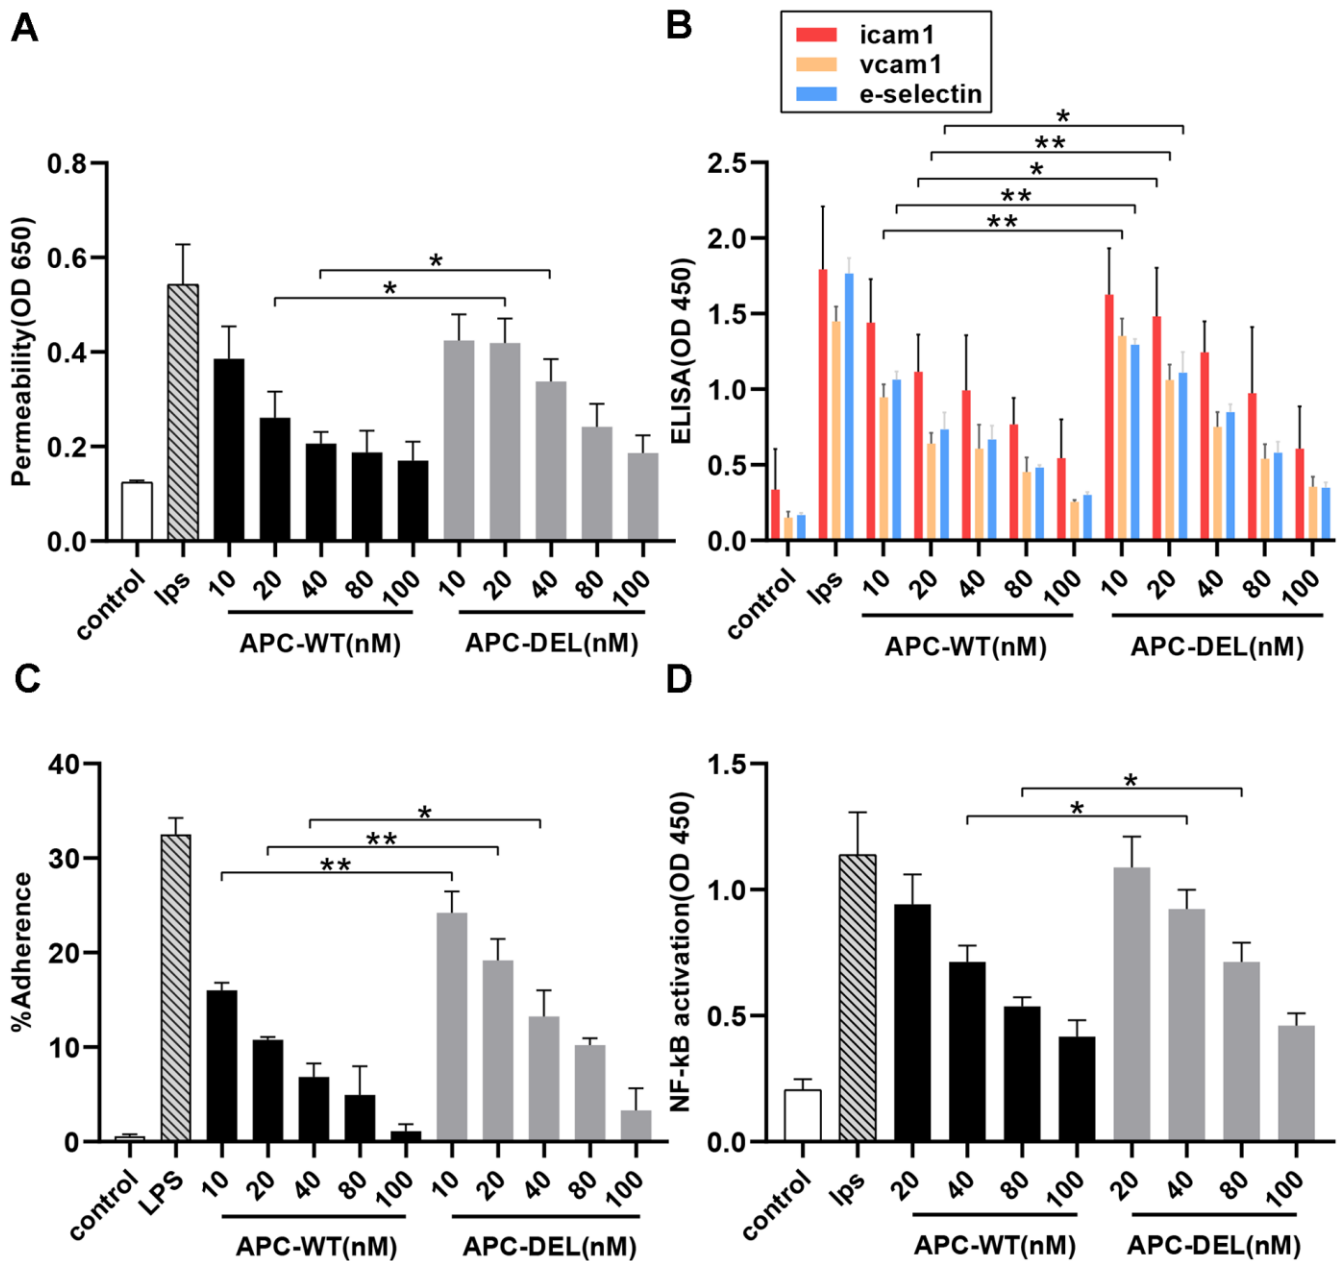 A
Permeability(OD 650)
0.8
0.6
0.4
0.2
0.0
*
*
control
lps
10
20
40
80
100
10
20
40
80
100
APC-WT(nM)
APC-DEL(nM)
B
icam1
vcam1
e-selectin
ELISA(OD 450)
2.5
2.0
1.5
1.0
0.5
0.0
*
**
*
**
**
control
lps
10
20
40
80
100
10
20
40
80
100
APC-WT(nM)
APC-DEL(nM)
C
%Adherence
40
30
20
10
0
*
**
**
control
LPS
10
20
40
80
100
10
20
40
80
100
APC-WT(nM)
APC-DEL(nM)
D
NF-kB activation(OD 450)
1.5
1.0
0.5
0.0
*
*
control
lps
20
40
80
100
20
40
80
100
APC-WT(nM)
APC-DEL(nM)